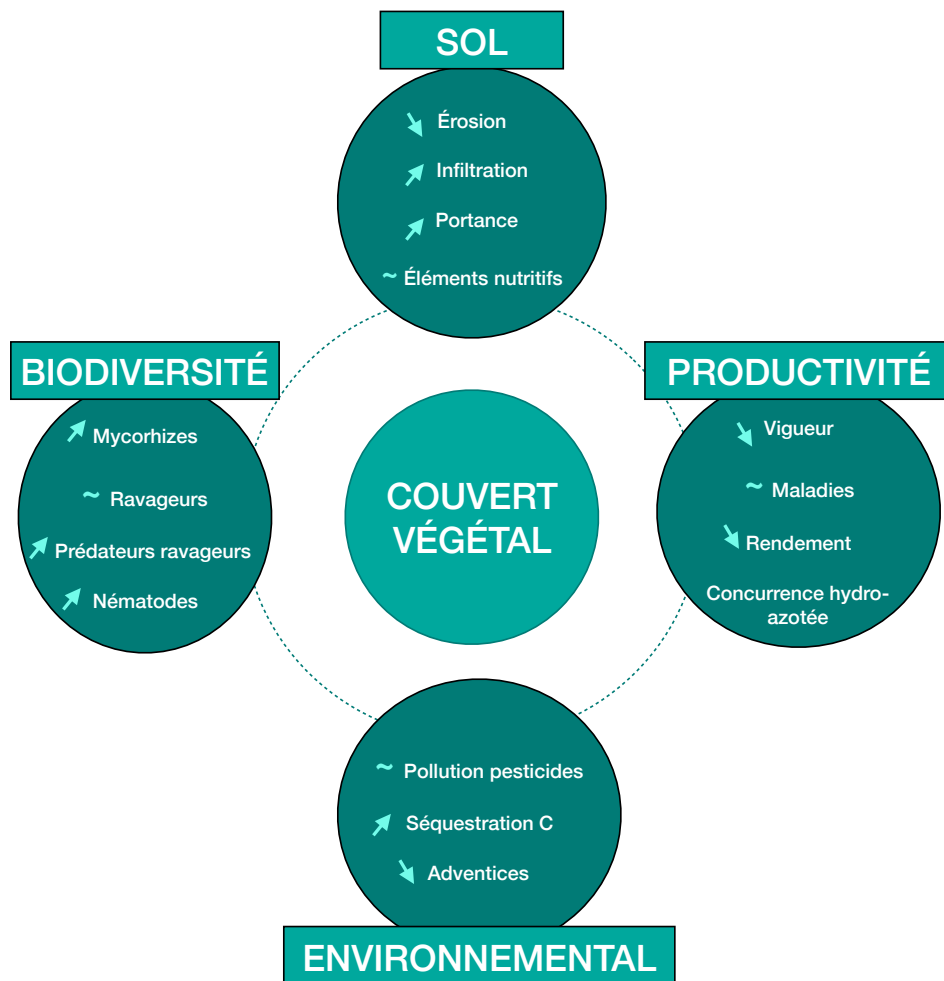 SOL
↘ Érosion
↗ Infiltration
↗ Portance
~ Éléments nutritifs
BIODIVERSITÉ
↗ Mycorhizes
~ Ravageurs
↗ Prédateurs ravageurs
↗ Nématodes
COUVERT
VÉGÉTAL
PRODUCTIVITÉ
↘ Vigueur
~ Maladies
↘ Rendement
Concurrence hydro-
azotée
~ Pollution pesticides
↗ Séquestration C
↘ Adventices
ENVIRONNEMENTAL